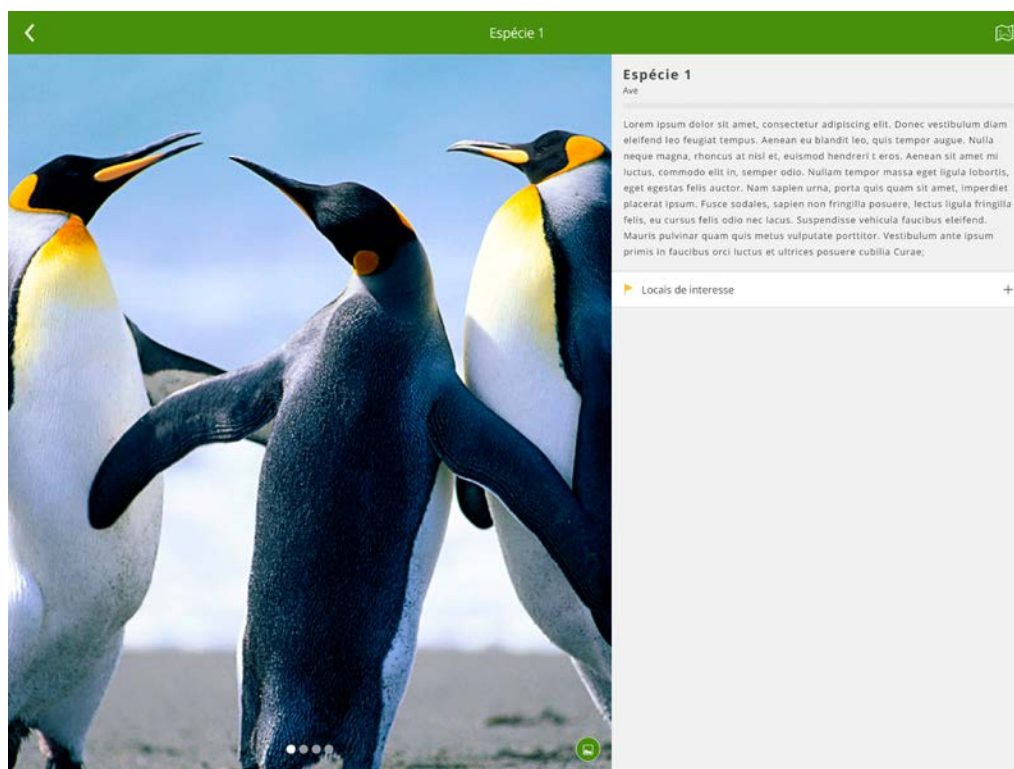 Espécie 1
Espécie 1
Ave
Lorem ipsum dolor sit amet, consectetur adipiscing elit. Donec vestibulum diam
eleifend leo feugiat tempus. Aenean eu blandit leo, quis tempor augue. Nulla
neque magna, rhoncus at nisl et, euismod hendreri t eros. Aenean sit amet mi
luctus, commodo elit in, semper odio. Nullam tempor massa eget ligula lobortis,
eget egestas felis auctor. Nam sapien urna, porta quis quam sit amet, imperdiet
placerat ipsum. Fusce sodales, sapien non fringilla posuere, lectus ligula fringilla
felis, eu cursus felis odio nec lacus. Suspendisse vehicula faucibus eleifend.
Mauris pulvinar quam quis metus vulputate porttitor. Vestibulum ante ipsum
primis in faucibus orci luctus et ultrices posuere cubilia Curae;
Locais de interesse +